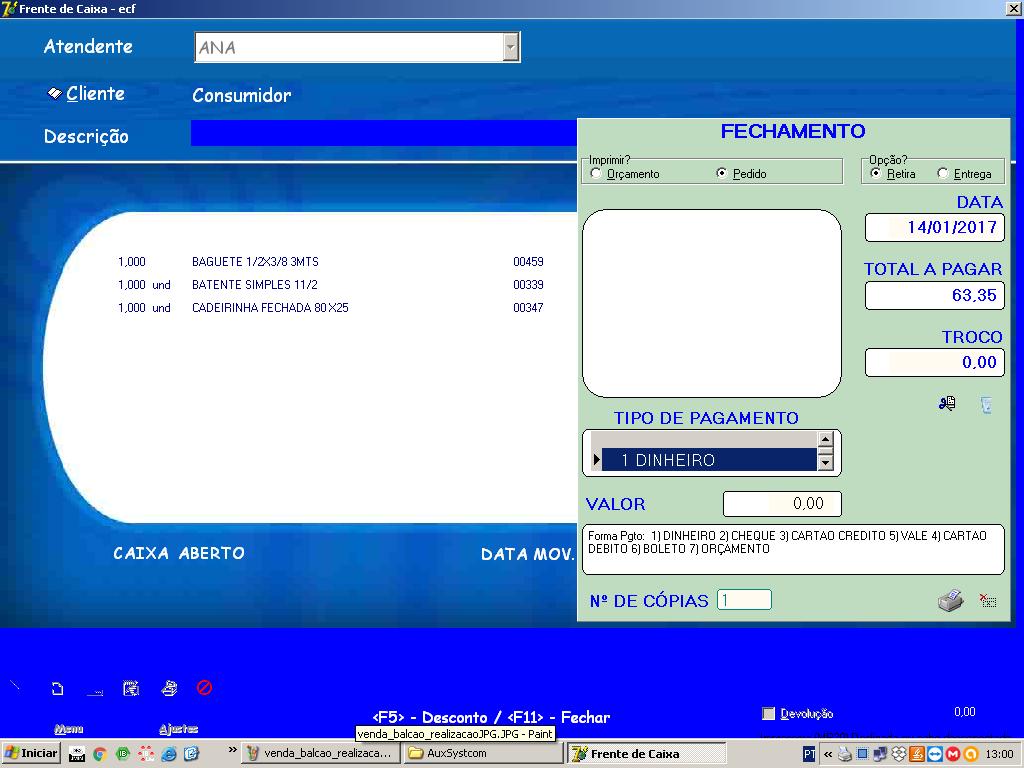 Frente de Caixa - ecf
Atendente
ANA
Cliente
Consumidor
Descrição
FECHAMENTO
Imprimir?
Orçamento
Pedido
Opção?
Retira
Entrega
DATA
14/01/2017
TOTAL A PAGAR
63,35
TROCO
0,00
1,000 BAGUETE 1/2X3/8 3MTS 00459
1,000 und BATENTE SIMPLES 11/2 00339
1,000 und CADEIRINHA FECHADA 80X25 00347
TIPO DE PAGAMENTO
1 DINHEIRO
VALOR
0,00
Forma Pgto: 1) DINHEIRO 2) CHEQUE 3) CARTAO CREDITO 5) VALE 4) CARTAO
DEBITO 6) BOLETO 7) ORÇAMENTO
CAIXA ABERTO
DATA MOV.
Nº DE CÓPIAS
1
<F5> - Desconto / <F11> - Fechar
Devolução
0,00
Menu
Ajustes
venda_balcao_realizacaoJPG.JPG - Paint
Iniciar
venda_balcao_realizaca...
AuxSystcom
Frente de Caixa
PT
13:00